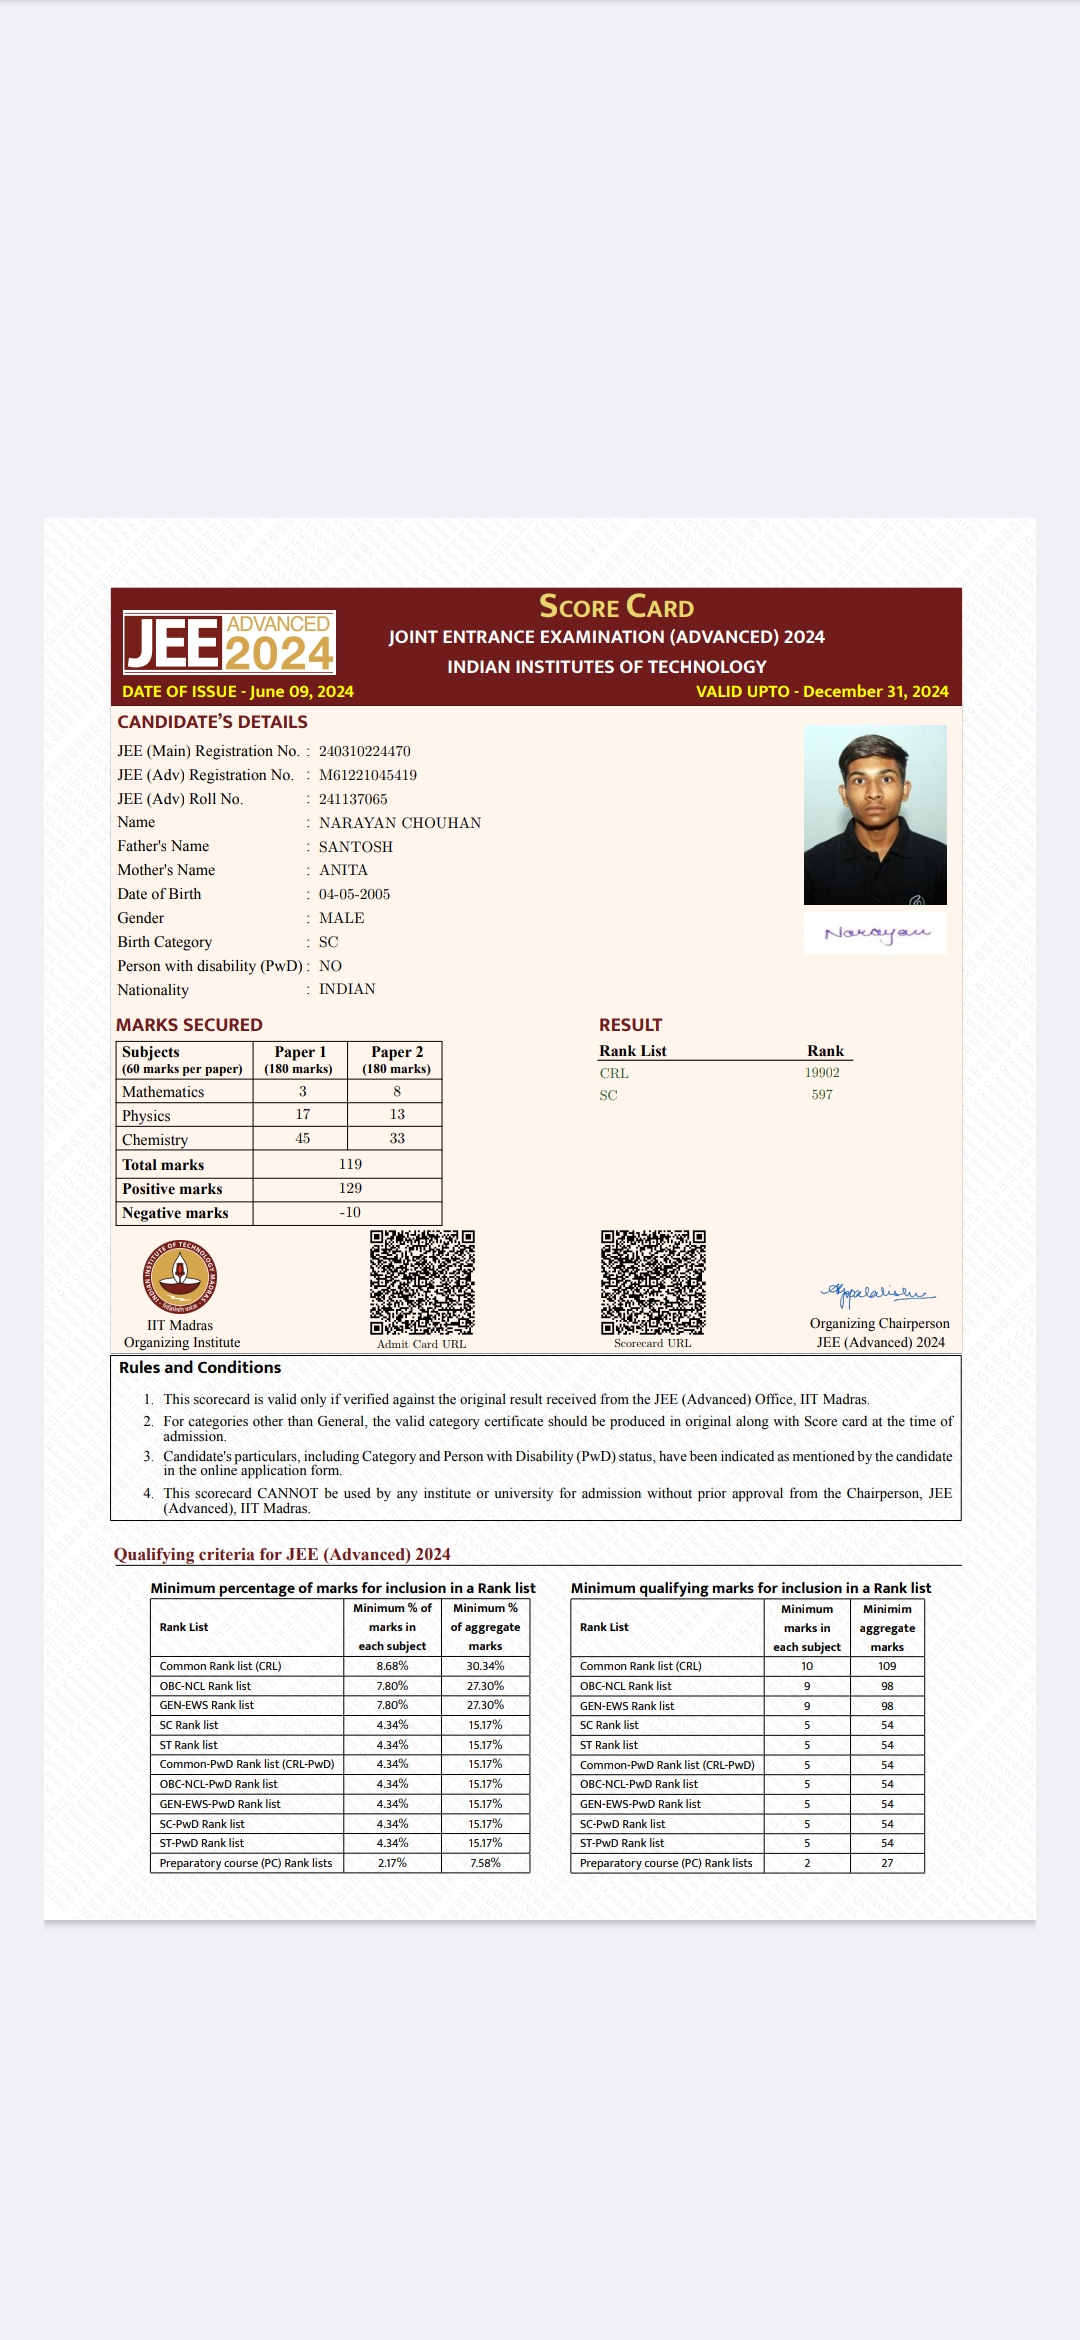 SCORE CARD
JEE ADVANCED 2024
JOINT ENTRANCE EXAMINATION (ADVANCED) 2024
INDIAN INSTITUTES OF TECHNOLOGY
DATE OF ISSUE - June 09, 2024 VALID UPTO - December 31, 2024
CANDIDATE'S DETAILS
JEE (Main) Registration No. : 240310224470
JEE (Adv) Registration No. : M61221045419
JEE (Adv) Roll No. : 241137065
Name : NARAYAN CHOUHAN
Father's Name : SANTOSH
Mother's Name : ANITA
Date of Birth : 04-05-2005
Gender : MALE
Narayan
Birth Category : SC
Person with disability (PwD) : NO
Nationality : INDIAN
MARKS SECURED
Subjects Paper 1 Paper 2
(60 marks per paper) (180 marks) (180 marks)
Mathematics 3 8
Physics 17 13
Chemistry 45 33
Total marks 119
Positive marks 129
Negative marks -10
RESULT
Rank List Rank
CRL 19902
SC 597
INDIAN INSTITUTE OF TECHNOLOGY MADRAS
IIT Madras
Organizing Institute
Admit Card URL
Scorecard URL
Organizing Chairperson
JEE (Advanced) 2024
Rules and Conditions
1. This scorecard is valid only if verified against the original result received from the JEE (Advanced) Office, IIT Madras.
2. For categories other than General, the valid category certificate should be produced in original along with Score card at the time of
admission.
3. Candidate's particulars, including Category and Person with Disability (PwD) status, have been indicated as mentioned by the candidate
in the online application form.
4. This scorecard CANNOT be used by any institute or university for admission without prior approval from the Chairperson, JEE
(Advanced), IIT Madras.
Qualifying criteria for JEE (Advanced) 2024
Minimum percentage of marks for inclusion in a Rank list
Rank List Minimum % of marks in each subject Minimum % of aggregate marks
Common Rank list (CRL) 8.68% 30.34%
OBC-NCL Rank list 7.80% 27.30%
GEN-EWS Rank list 7.80% 27.30%
SC Rank list 4.34% 15.17%
ST Rank list 4.34% 15.17%
Common-PwD Rank list (CRL-PwD) 4.34% 15.17%
OBC-NCL-PwD Rank list 4.34% 15.17%
GEN-EWS-PwD Rank list 4.34% 15.17%
SC-PwD Rank list 4.34% 15.17%
ST-PwD Rank list 4.34% 15.17%
Preparatory course (PC) Rank lists 2.17% 7.58%
Minimum qualifying marks for inclusion in a Rank list
Rank List Minimum marks in each subject Minimim aggregate marks
Common Rank list (CRL) 10 109
OBC-NCL Rank list 9 98
GEN-EWS Rank list 9 98
SC Rank list 5 54
ST Rank list 5 54
Common-PwD Rank list (CRL-PwD) 5 54
OBC-NCL-PwD Rank list 5 54
GEN-EWS-PwD Rank list 5 54
SC-PwD Rank list 5 54
ST-PwD Rank list 5 54
Preparatory course (PC) Rank lists 2 27